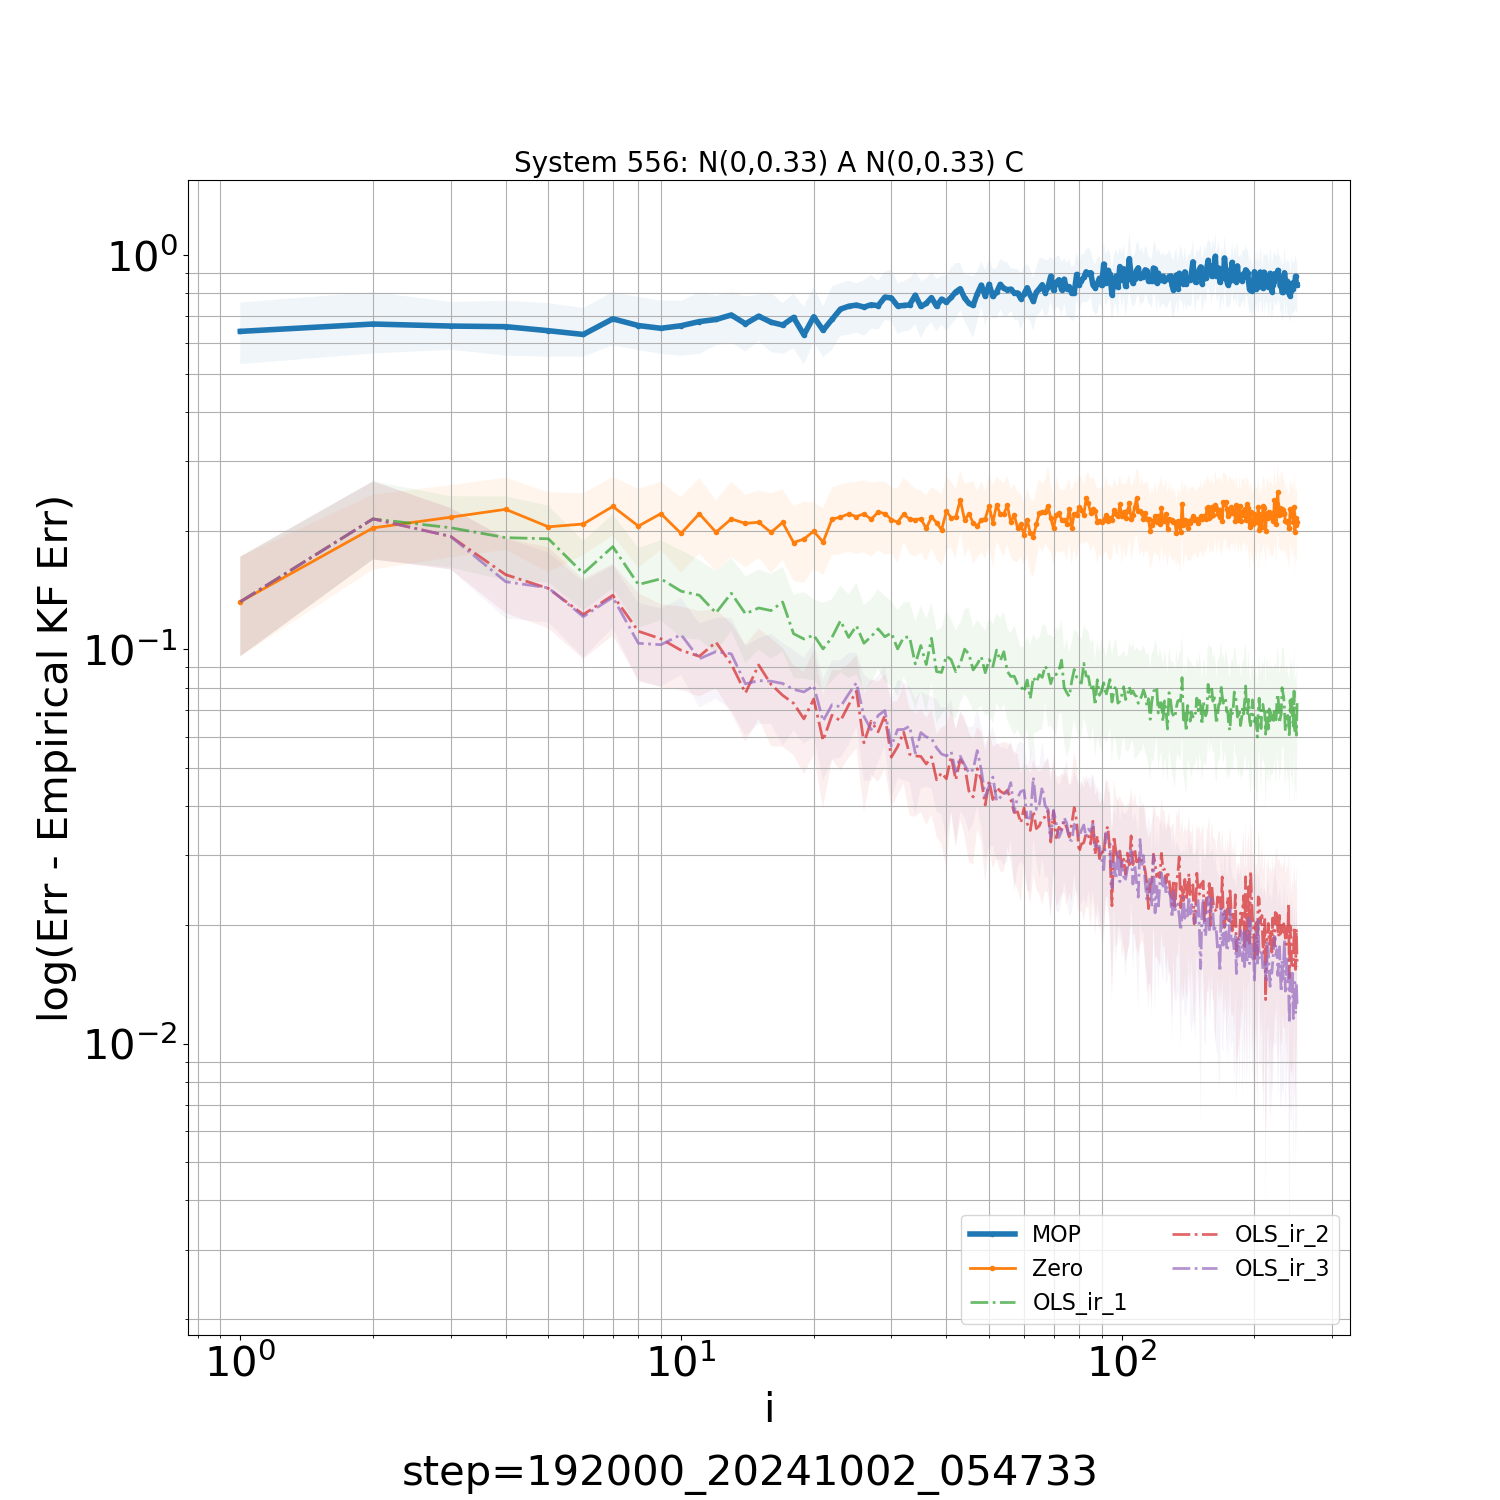 System 556: N(0,0.33) A N(0,0.33) C
log(Err - Empirical KF Err)
10⁰
10⁻¹
10⁻²
MOP
Zero
OLS_ir_1
OLS_ir_2
OLS_ir_3
10⁰ 10¹ 10²
i
step=192000_20241002_054733